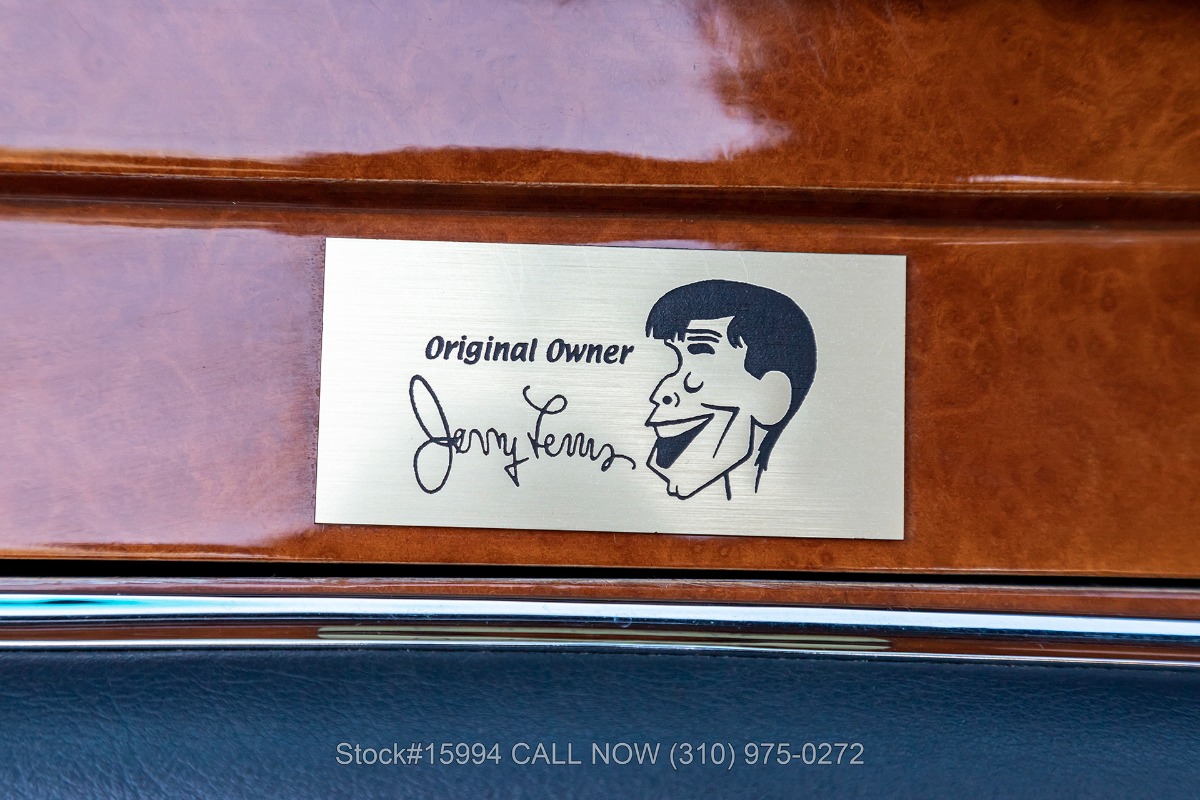 Original Owner
Jerry Lewis
Stock#15994 CALL NOW (310) 975-0272